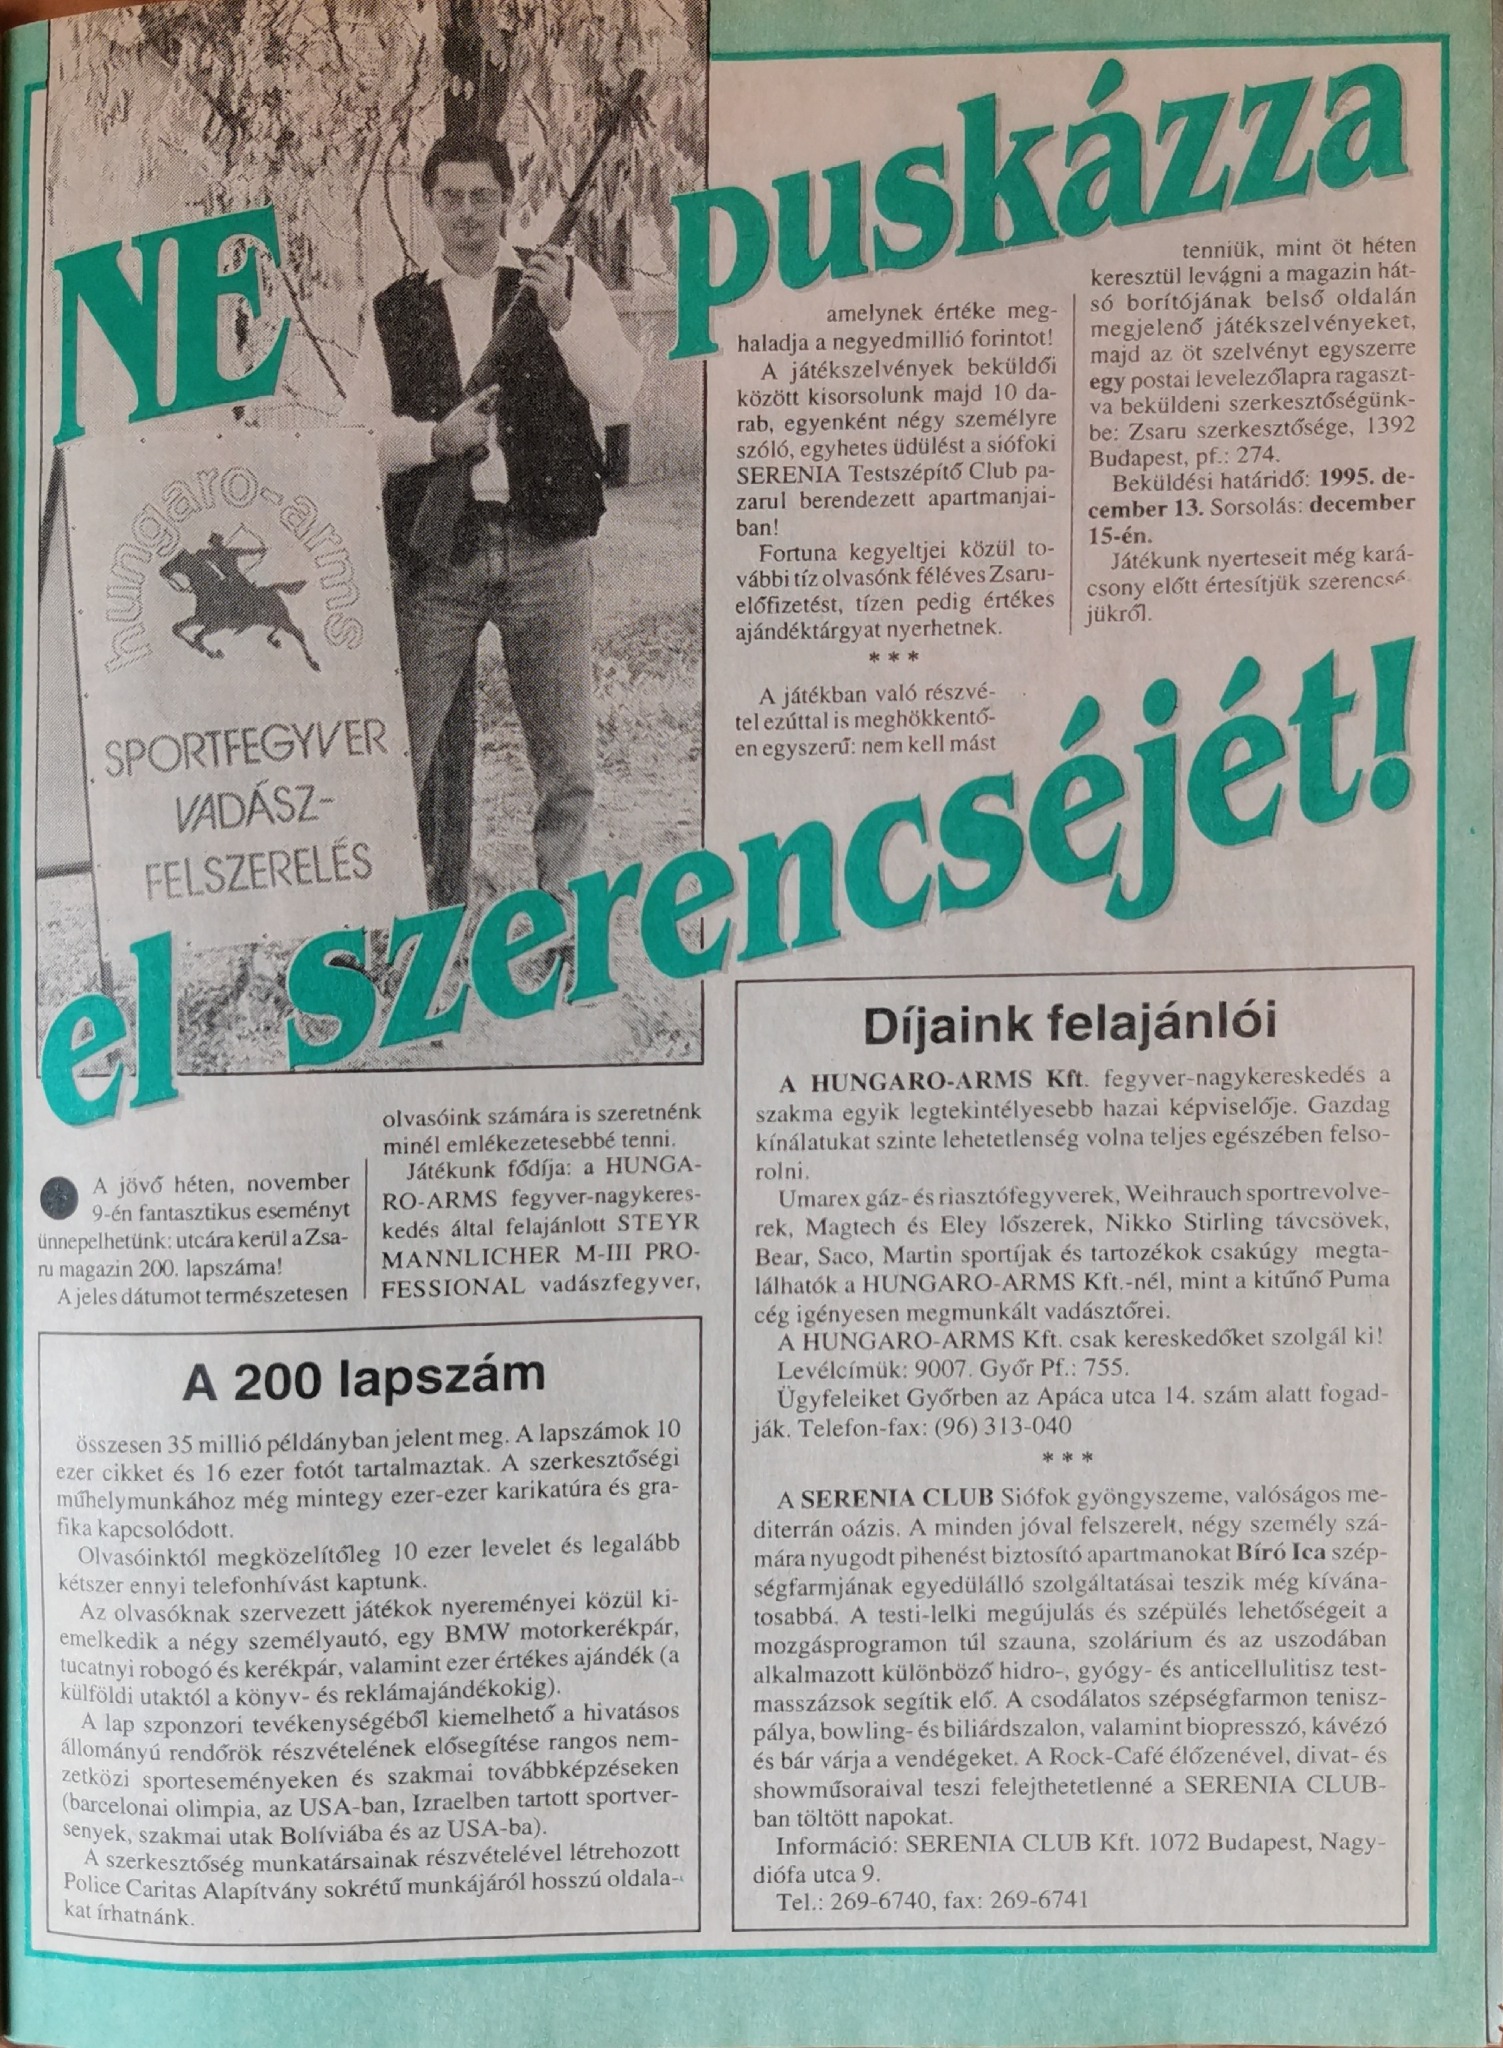 NE puskázza
el szerencséjét!
hungaro-arms
SPORTFEGYVER
VADÁSZ-
FELSZERELÉS
A jövő héten, november
9-én fantasztikus eseményt
ünnepelhetünk: utcára kerül a Zsa-
ru magazin 200. lapszáma!
A jeles dátumot természetesen
olvasóink számára is szeretnénk
minél emlékezetesebbé tenni.
Játékunk fődíja: a HUNGA-
RO-ARMS fegyver-nagykeres-
kedés által felajánlott STEYR
MANNLICHER M-III PRO-
FESSIONAL vadászfegyver,
amelynek értéke meg-
haladja a negyedmillió forintot!
A játékszelvények beküldői
között kisorsolunk majd 10 da-
rab, egyenként négy személyre
szóló, egyhetes üdülést a siófoki
SERENIA Testszépítő Club pa-
zarul berendezett apartmanjai-
ban!
Fortuna kegyeltjei közül to-
vábbi tíz olvasónk féléves Zsaru-
előfizetést, tízen pedig értékes
ajándéktárgyat nyerhetnek.
* * *
A játékban való részvé-
tel ezúttal is meghökkentő-
en egyszerű: nem kell mást
tenniük, mint öt héten
keresztül levágni a magazin hát-
só borítójának belső oldalán
megjelenő játékszelvényeket,
majd az öt szelvényt egyszerre
egy postai levelezőlapra ragaszt-
va beküldeni szerkesztőségünk-
be: Zsaru szerkesztősége, 1392
Budapest, pf.: 274.
Beküldési határidő: 1995. de-
cember 13. Sorsolás: december
15-én.
Játékunk nyerteseit még kará-
csony előtt értesítjük szerencsé-
jükről.
A 200 lapszám
összesen 35 millió példányban jelent meg. A lapszámok 10
ezer cikket és 16 ezer fotót tartalmaztak. A szerkesztőségi
műhelymunkához még mintegy ezer-ezer karikatúra és gra-
fika kapcsolódott.
Olvasóinktól megközelítőleg 10 ezer levelet és legalább
kétszer ennyi telefonhívást kaptunk.
Az olvasóknak szervezett játékok nyereményei közül ki-
emelkedik a négy személyautó, egy BMW motorkerékpár,
tucatnyi robogó és kerékpár, valamint ezer értékes ajándék (a
külföldi utaktól a könyv- és reklámajándékokig).
A lap szponzori tevékenységéből kiemelhető a hivatásos
állományú rendőrök részvételének elősegítése rangos nem-
zetközi sporteseményeken és szakmai továbbképzéseken
(barcelonai olimpia, az USA-ban, Izraelben tartott sportver-
senyek, szakmai utak Bolíviába és az USA-ba).
A szerkesztőség munkatársainak részvételével létrehozott
Police Caritas Alapítvány sokrétű munkájáról hosszú oldala-
kat írhatnánk.
Díjaink felajánlói
A HUNGARO-ARMS Kft. fegyver-nagykereskedés a
szakma egyik legtekintélyesebb hazai képviselője. Gazdag
kínálatukat szinte lehetetlenség volna teljes egészében felso-
rolni.
Umarex gáz- és riasztófegyverek, Weihrauch sportrevolve-
rek, Magtech és Eley lőszerek, Nikko Stirling távcsövek,
Bear, Saco, Martin sportíjak és tartozékok csakúgy megta-
lálhatók a HUNGARO-ARMS Kft.-nél, mint a kitűnő Puma
cég igényesen megmunkált vadásztőrei.
A HUNGARO-ARMS Kft. csak kereskedőket szolgál ki!
Levélcímük: 9007. Győr Pf.: 755.
Ügyfeleiket Győrben az Apáca utca 14. szám alatt fogad-
ják. Telefon-fax: (96) 313-040
* * *
A SERENIA CLUB Siófok gyöngyszeme, valóságos me-
diterrán oázis. A minden jóval felszerelt, négy személy szá-
mára nyugodt pihenést biztosító apartmanokat Bíró Ica szép-
ségfarmjának egyedülálló szolgáltatásai teszik még kívána-
tosabbá. A testi-lelki megújulás és szépülés lehetőségeit a
mozgásprogramon túl szauna, szolárium és az uszodában
alkalmazott különböző hidro-, gyógy- és anticellulitisz test-
masszázsok segítik elő. A csodálatos szépségfarmon tenisz-
pálya, bowling- és biliárdszalon, valamint biopresszó, kávézó
és bár várja a vendégeket. A Rock-Café élőzenével, divat- és
showműsoraival teszi felejthetetlenné a SERENIA CLUB-
ban töltött napokat.
Információ: SERENIA CLUB Kft. 1072 Budapest, Nagy-
diófa utca 9.
Tel.: 269-6740, fax: 269-6741